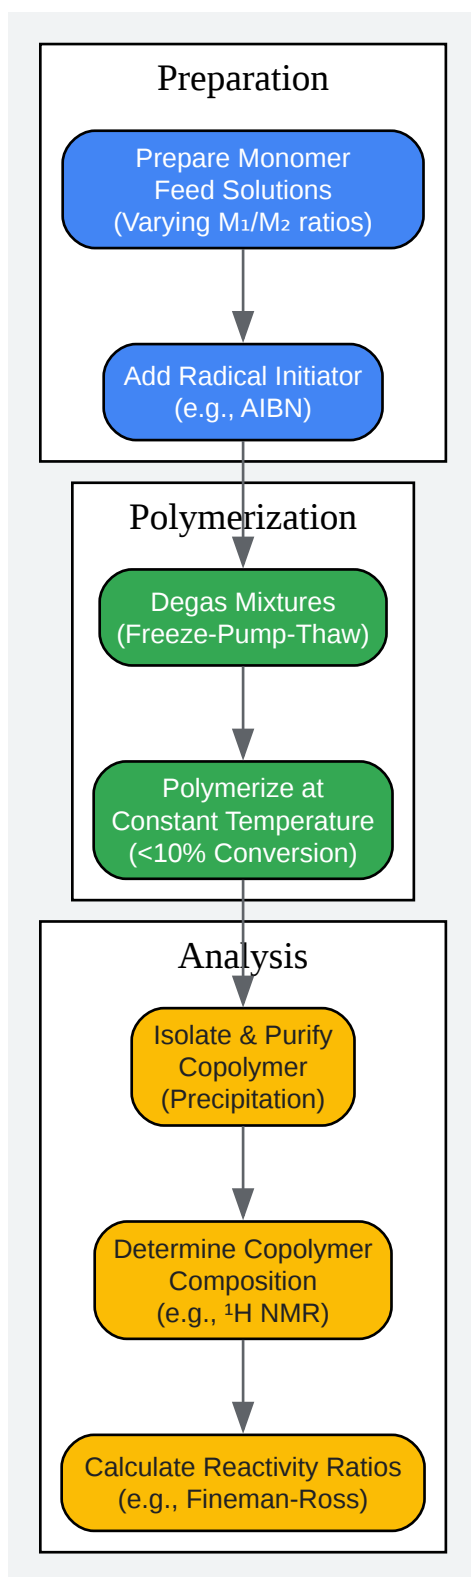 Preparation
Prepare Monomer
Feed Solutions
(Varying M₁/M₂ ratios)
Add Radical Initiator
(e.g., AIBN)
Polymerization
Degas Mixtures
(Freeze-Pump-Thaw)
Polymerize at
Constant Temperature
(<10% Conversion)
Analysis
Isolate & Purify
Copolymer
(Precipitation)
Determine Copolymer
Composition
(e.g., ¹H NMR)
Calculate Reactivity Ratios
(e.g., Fineman-Ross)